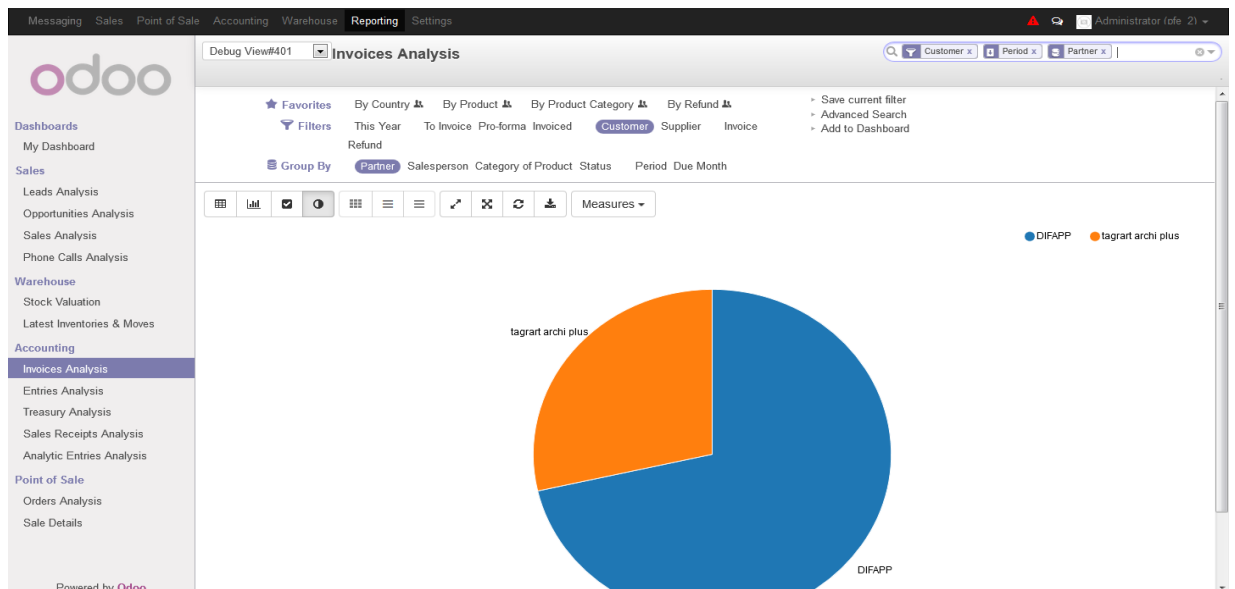 Messaging Sales Point of Sale Accounting Warehouse Reporting Settings Administrator (pfe_2)
odoo
Debug View#401 Invoices Analysis Customer x Period x Partner x
Favorites By Country By Product By Product Category By Refund
Filters This Year To Invoice Pro-forma Invoiced Customer Supplier Invoice
Refund
Group By Partner Salesperson Category of Product Status Period Due Month
Save current filter
Advanced Search
Add to Dashboard
Measures
Dashboards
My Dashboard
Sales
Leads Analysis
Opportunities Analysis
Sales Analysis
Phone Calls Analysis
Warehouse
Stock Valuation
Latest Inventories & Moves
Accounting
Invoices Analysis
Entries Analysis
Treasury Analysis
Sales Receipts Analysis
Analytic Entries Analysis
Point of Sale
Orders Analysis
Sale Details
Powered by Odoo
DIFAPP tagrart archi plus
tagrart archi plus
DIFAPP